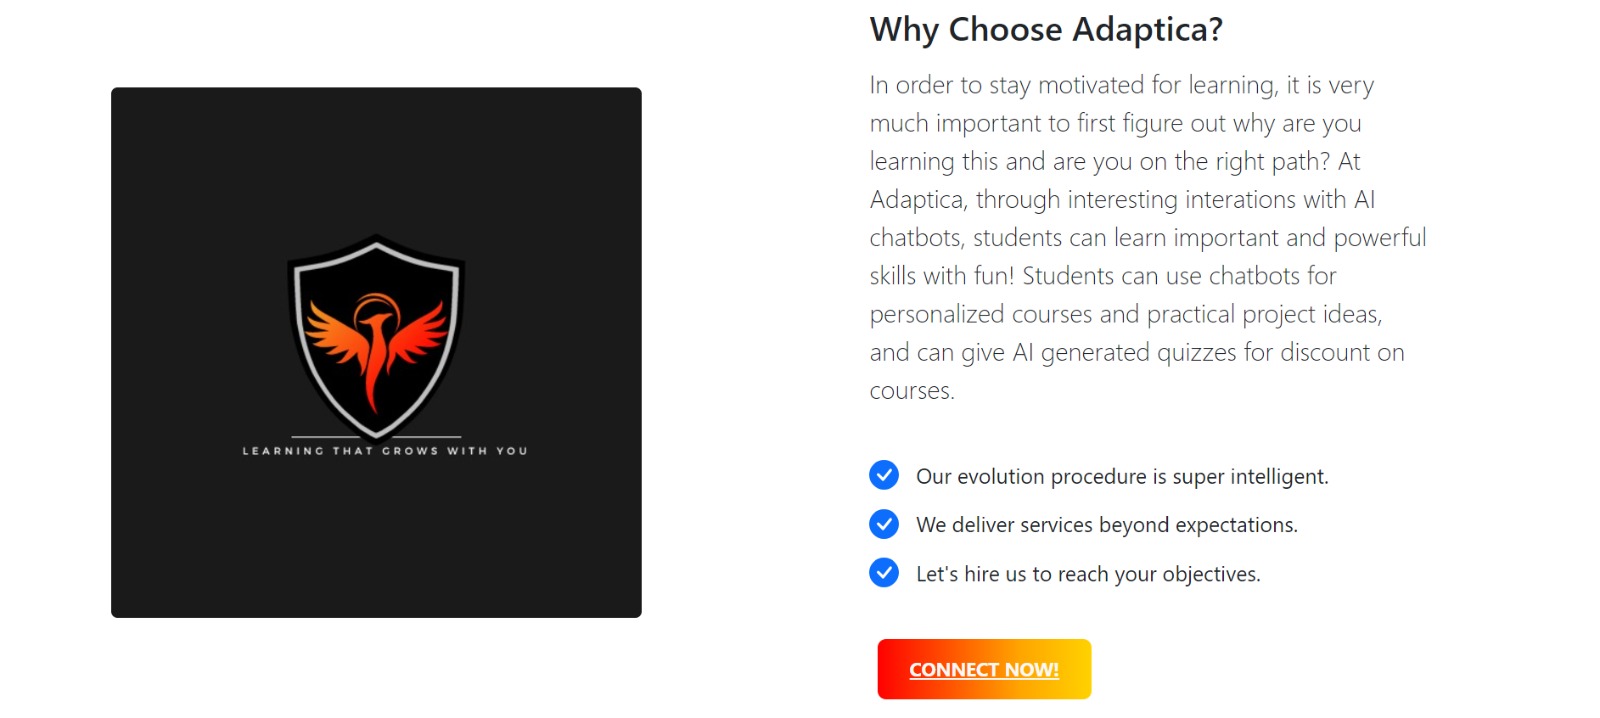 LEARNING THAT GROWS WITH YOU
Why Choose Adaptica?
In order to stay motivated for learning, it is very
much important to first figure out why are you
learning this and are you on the right path? At
Adaptica, through interesting interations with AI
chatbots, students can learn important and powerful
skills with fun! Students can use chatbots for
personalized courses and practical project ideas,
and can give AI generated quizzes for discount on
courses.
Our evolution procedure is super intelligent.
We deliver services beyond expectations.
Let's hire us to reach your objectives.
CONNECT NOW!